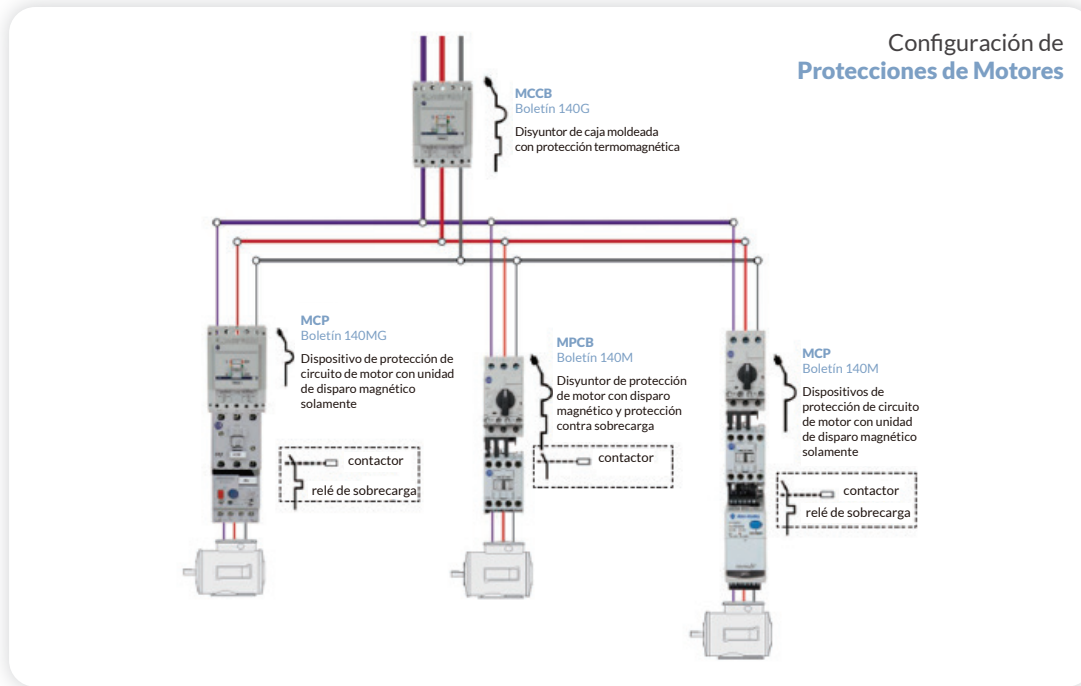 Configuración de
Protecciones de Motores
MCCB
Boletín 140G
Disyuntor de caja moldeada
con protección termomagnética
MCP
Boletín 140MG
Dispositivo de protección de
circuito de motor con unidad
de disparo magnético
solamente
contactor
relé de sobrecarga
MPCB
Boletín 140M
Disyuntor de protección
de motor con disparo
magnético y protección
contra sobrecarga
contactor
MCP
Boletín 140M
Dispositivos de
protección de circuito
de motor con unidad
de disparo magnético
solamente
contactor
relé de sobrecarga